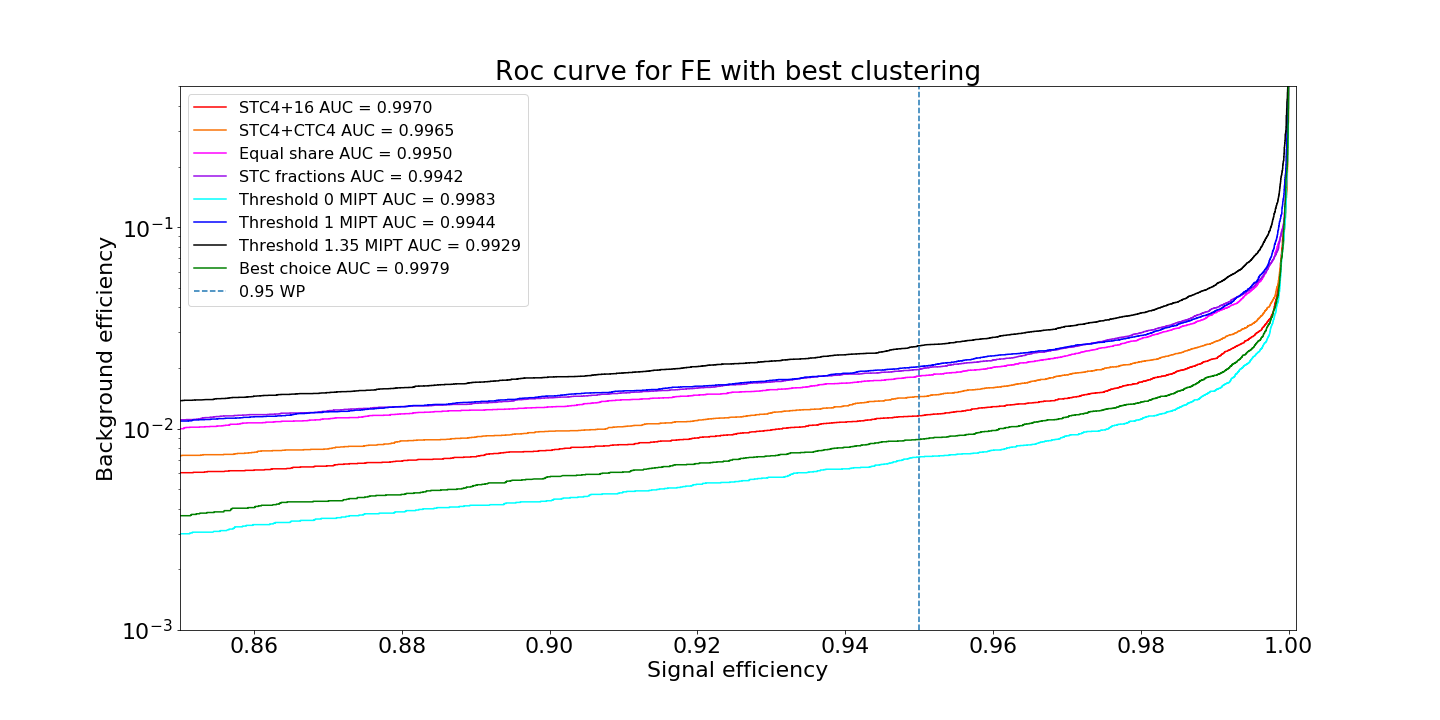 Roc curve for FE with best clustering
STC4+16 AUC = 0.9970
STC4+CTC4 AUC = 0.9965
Equal share AUC = 0.9950
STC fractions AUC = 0.9942
Threshold 0 MIPT AUC = 0.9983
Threshold 1 MIPT AUC = 0.9944
Threshold 1.35 MIPT AUC = 0.9929
Best choice AUC = 0.9979
0.95 WP
Background efficiency
10⁻¹
10⁻²
10⁻³
0.86 0.88 0.90 0.92 0.94 0.96 0.98 1.00
Signal efficiency